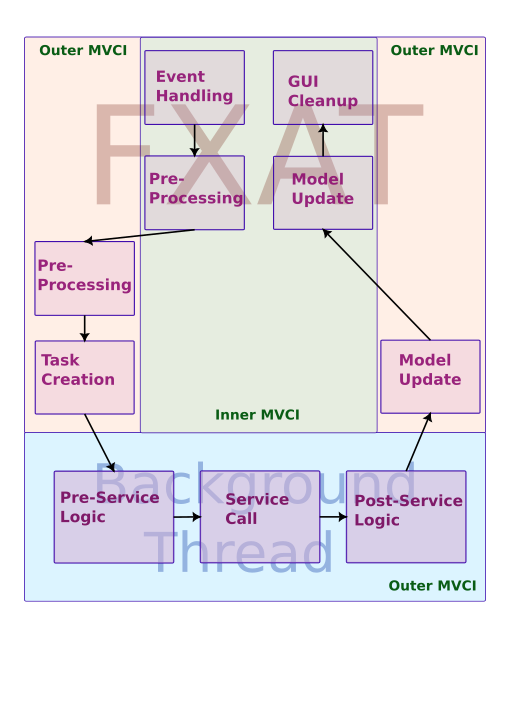 Outer MVCI
Outer MVCI
FXAT
Event
Handling
GUI
Cleanup
Pre-
Processing
Model
Update
Pre-
Processing
Task
Creation
Model
Update
Inner MVCI
Background
Thread
Pre-Service
Logic
Service
Call
Post-Service
Logic
Outer MVCI